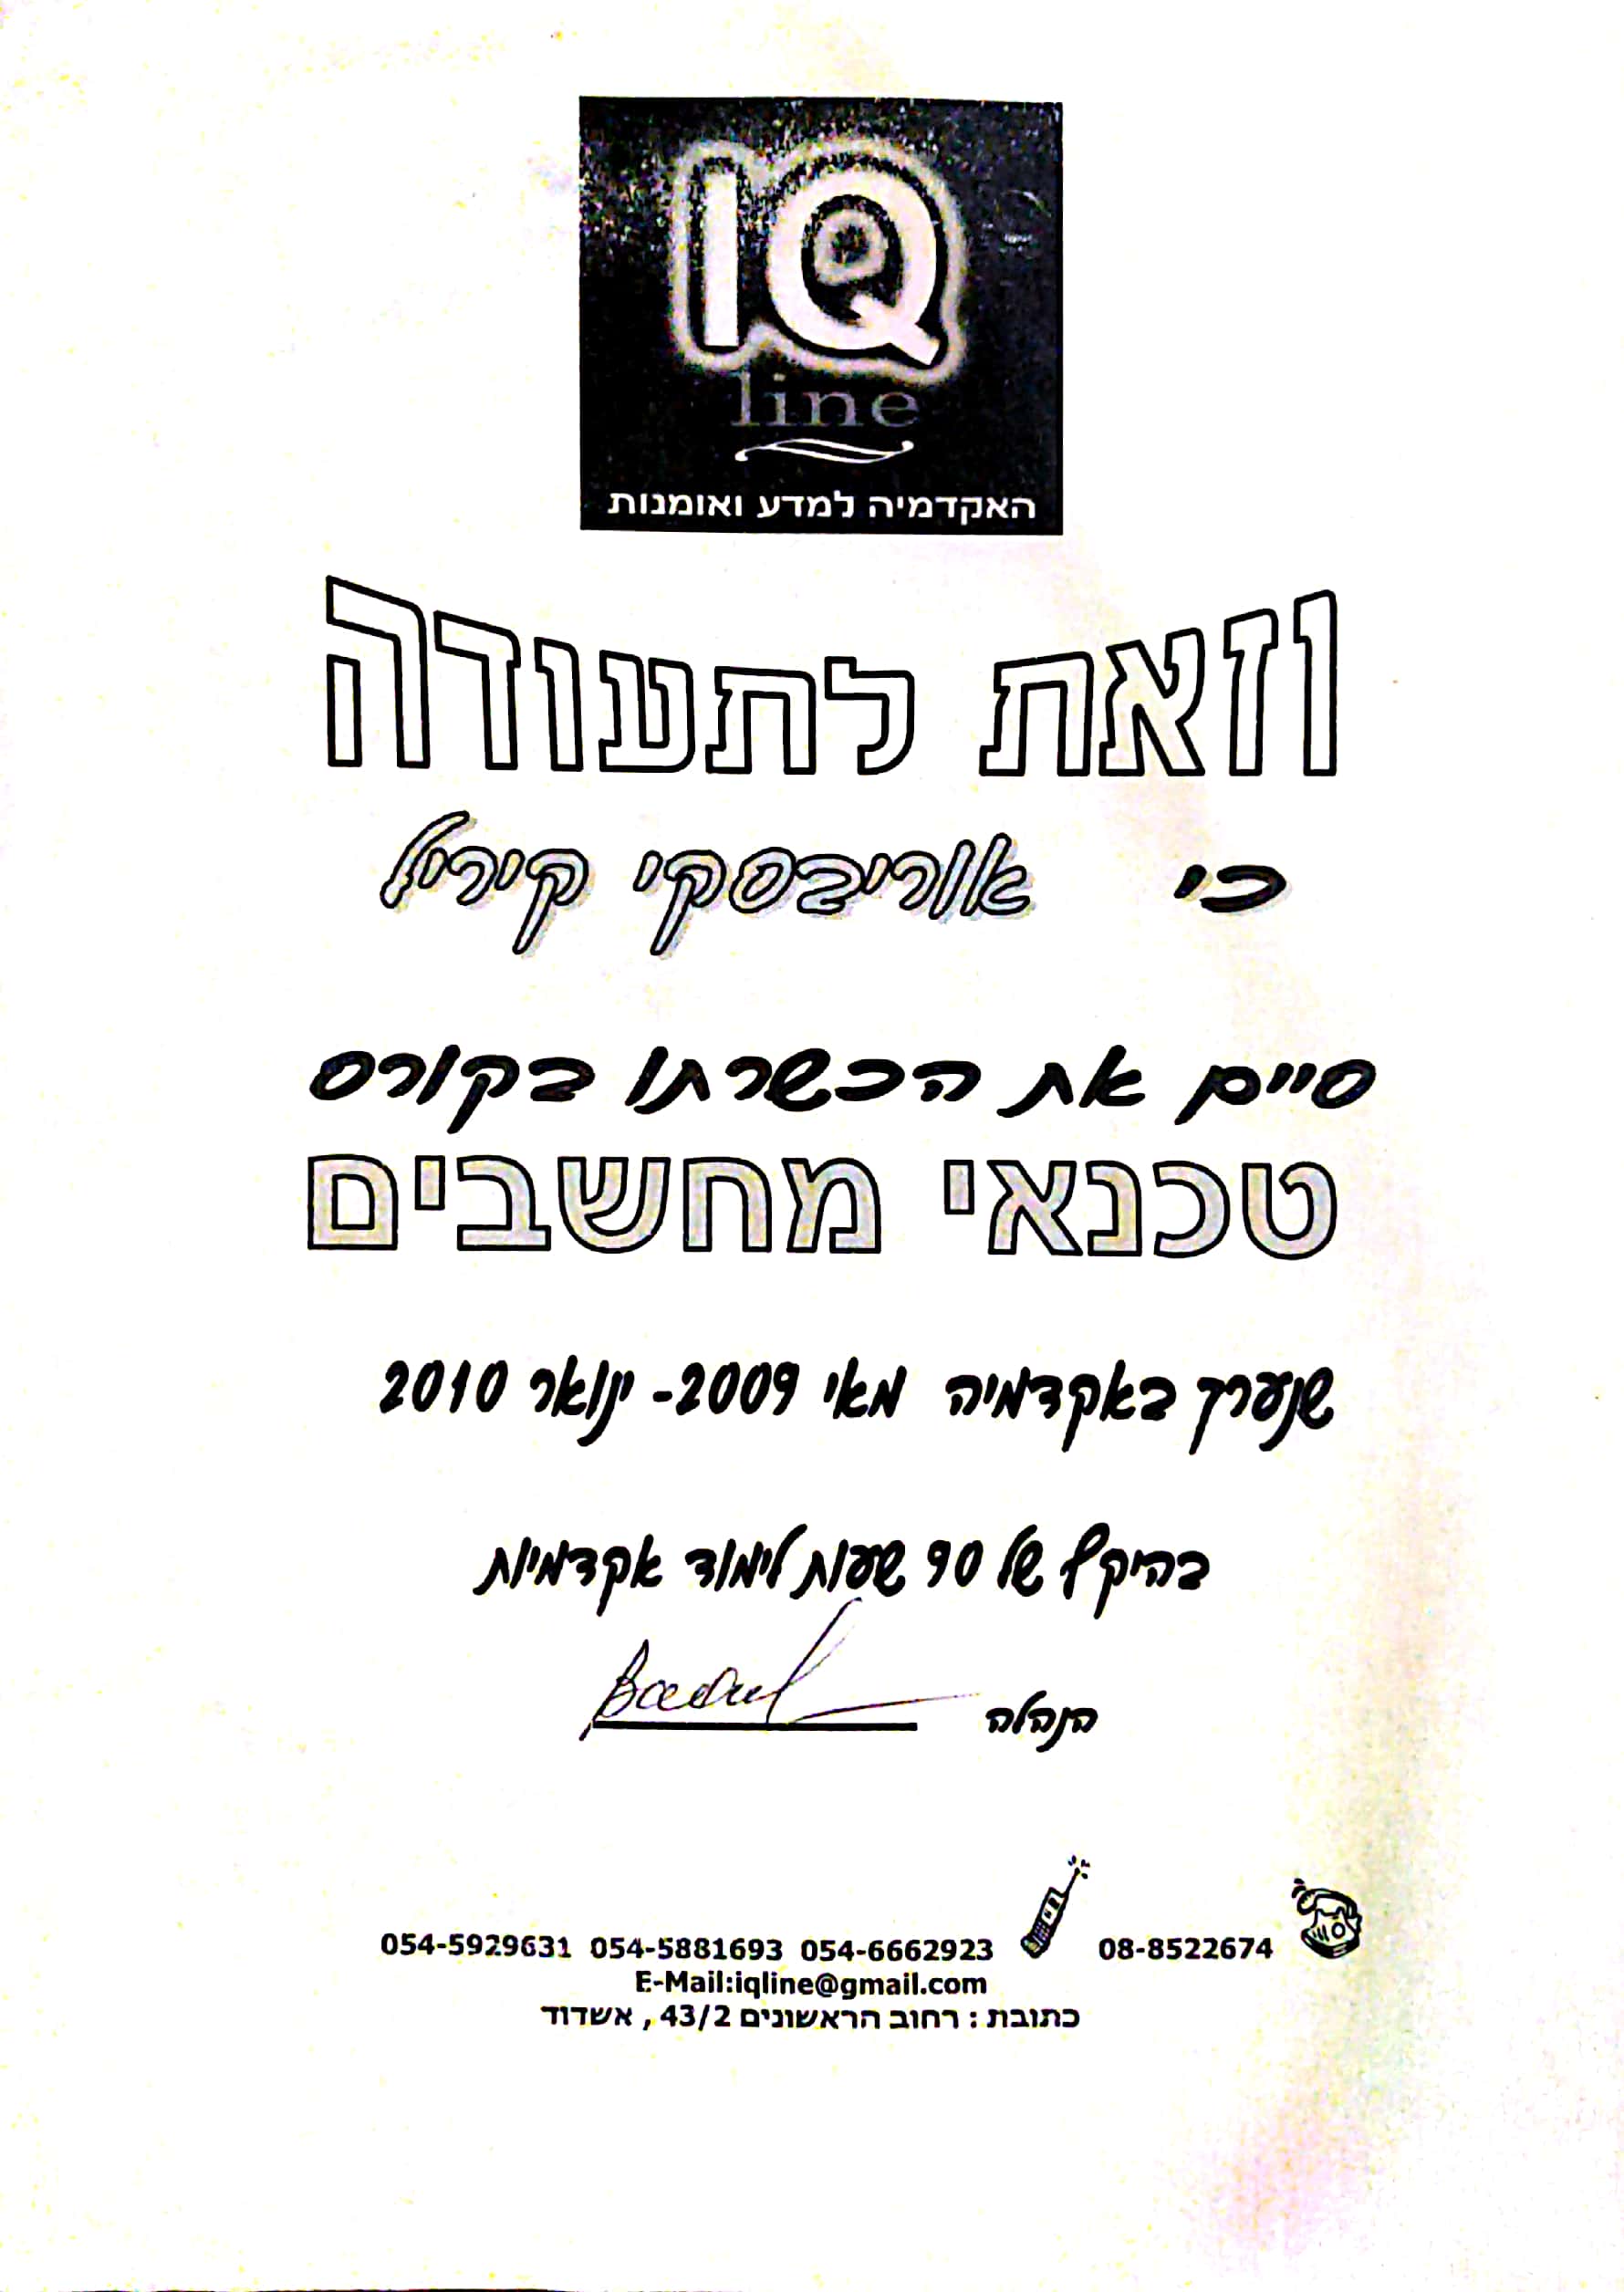 IQ
line
האקדמיה למדע ואומנות
וזאת לתעודה
כי אוריבסקי קיריל
סיים את הכשרתו בקורס
טכנאי מחשבים
שנערך באקדמיה מאי 2009- ינואר 2010
בהיקף של 90 שעות לימוד אקדמיות
הנהלה
08-8522674 054-6662923 054-5881693 054-5929631
E-Mail:iqline@gmail.com
כתובת : רחוב הראשונים 43/2 , אשדוד